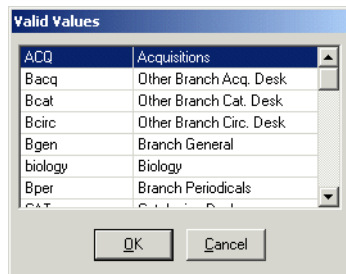 Valid Values
ACQ Acquisitions
Bacq Other Branch Acq. Desk
Bcat Other Branch Cat. Desk
Bcirc Other Branch Circ. Desk
Bgen Branch General
biology Biology
Bper Branch Periodicals
OK Cancel